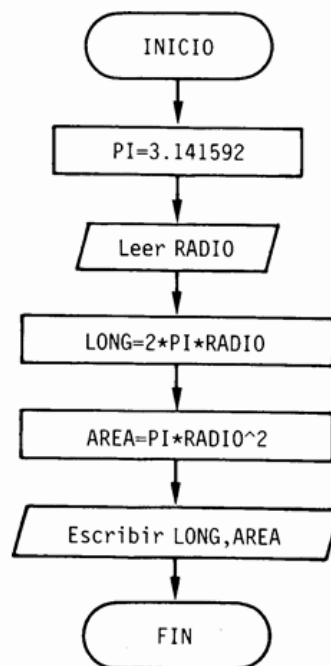 INICIO
PI=3.141592
Leer RADIO
LONG=2*PI*RADIO
AREA=PI*RADIO^2
Escribir LONG,AREA
FIN